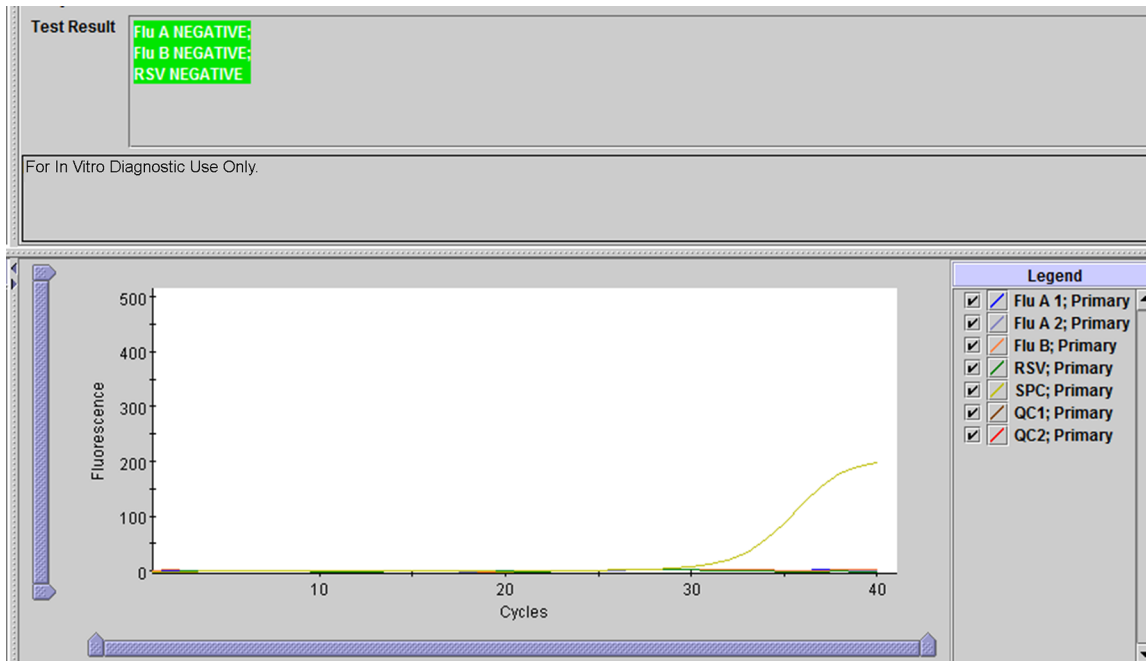 Test Result
Flu A NEGATIVE;
Flu B NEGATIVE;
RSV NEGATIVE
For In Vitro Diagnostic Use Only.
500
400
300
200
100
0
Fluorescence
10 20 30 40
Cycles
Legend
Flu A 1; Primary
Flu A 2; Primary
Flu B; Primary
RSV; Primary
SPC; Primary
QC1; Primary
QC2; Primary